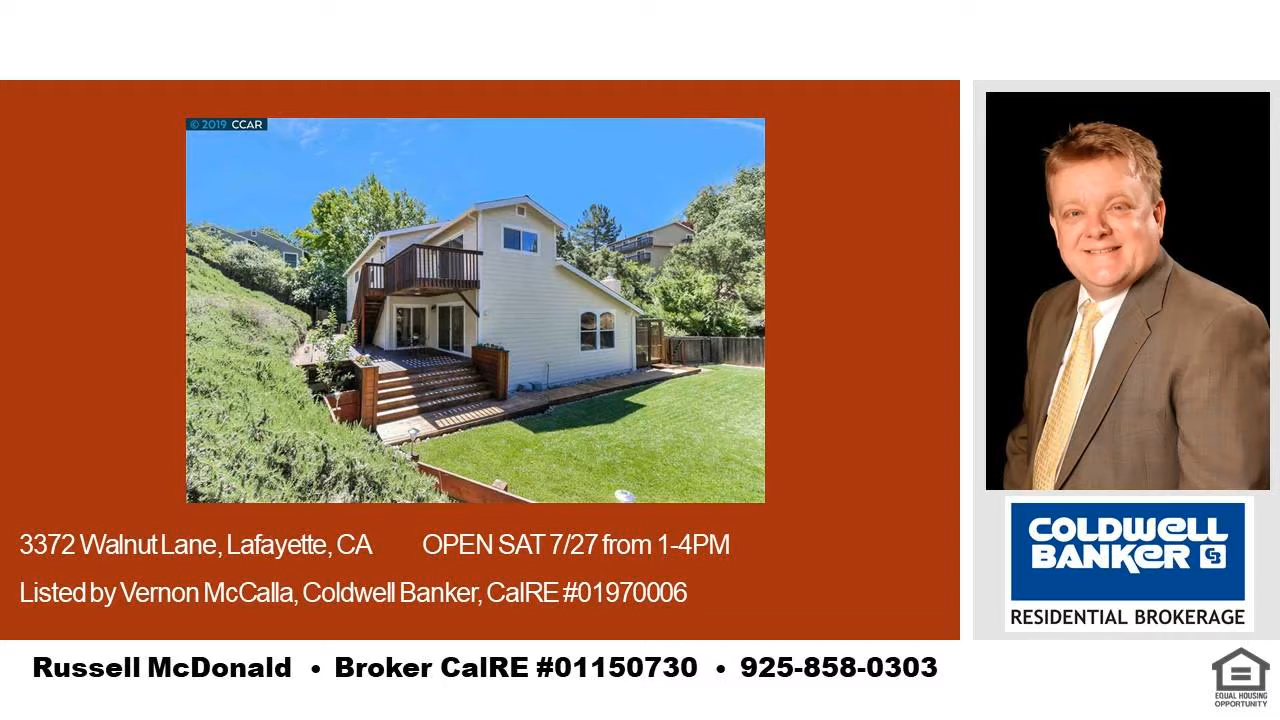 © 2019 CCAR
3372 Walnut Lane, Lafayette, CA OPEN SAT 7/27 from 1-4PM
Listed by Vernon McCalla, Coldwell Banker, CalRE #01970006
COLDWELL
BANKER CB
RESIDENTIAL BROKERAGE
Russell McDonald • Broker CalRE #01150730 • 925-858-0303
EQUAL HOUSING
OPPORTUNITY